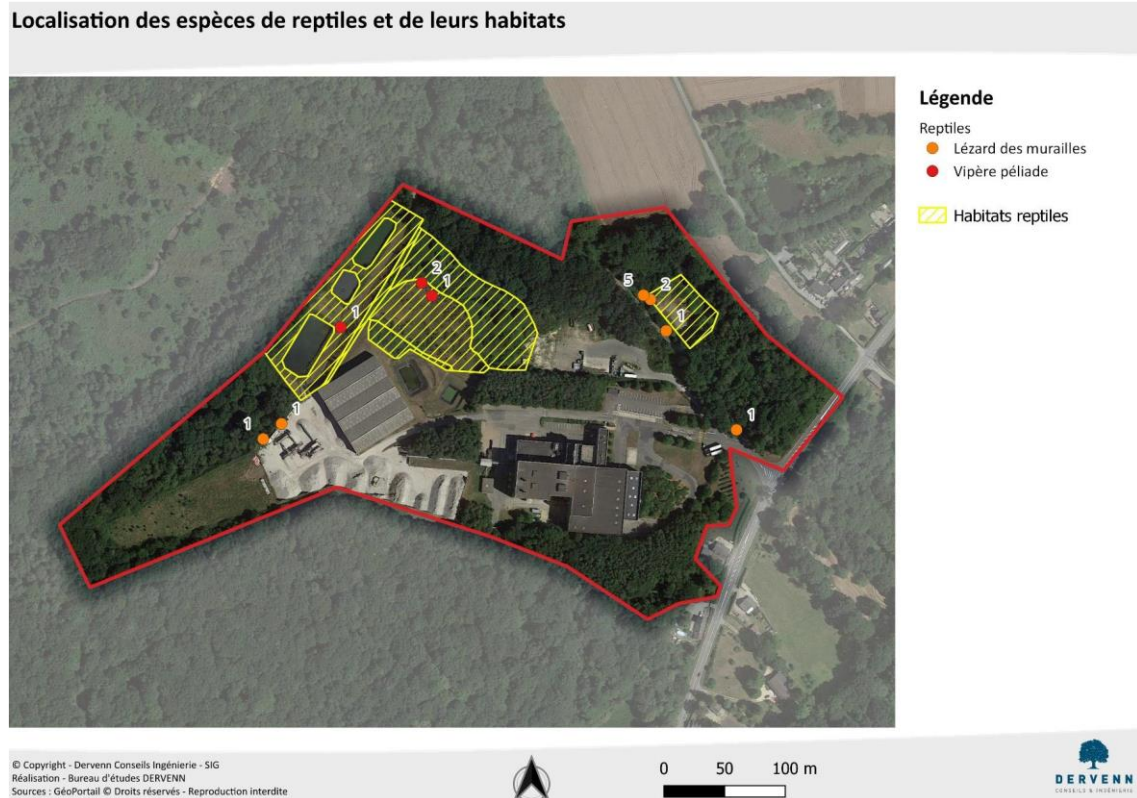 Localisation des espèces de reptiles et de leurs habitats
Légende
Reptiles
Lézard des murailles
Vipère péliade
Habitats reptiles
2
1
1
5
2
1
1
1
1
© Copyright - Dervenn Conseils Ingénierie - SIG
Réalisation - Bureau d'études DERVENN
Sources : GéoPortail © Droits réservés - Reproduction interdite
0 50 100 m
DERVENN
CONSEILS & INGÉNIERIE